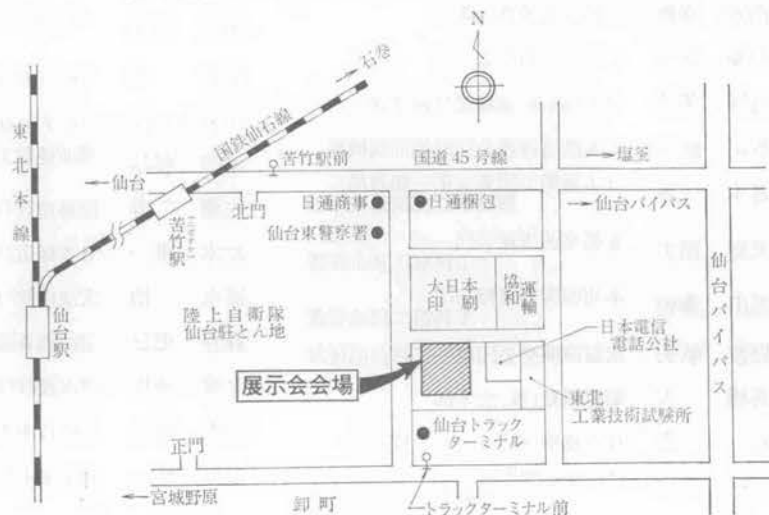 N
東北本線
国鉄仙石線
→石巻
苦竹駅前
国道45号線
→塩釜
←仙台
苦竹駅
北門
日通商事
日通梱包
→仙台バイパス
仙台東警察署
仙台バイパス
大日本印刷
協和運輸
陸上自衛隊
仙台駐とん地
仙台駅
日本電信
電話公社
展示会会場
東北
工業技術試験所
仙台トラック
ターミナル
正門
←宮城野原
卸町
トラックターミナル前